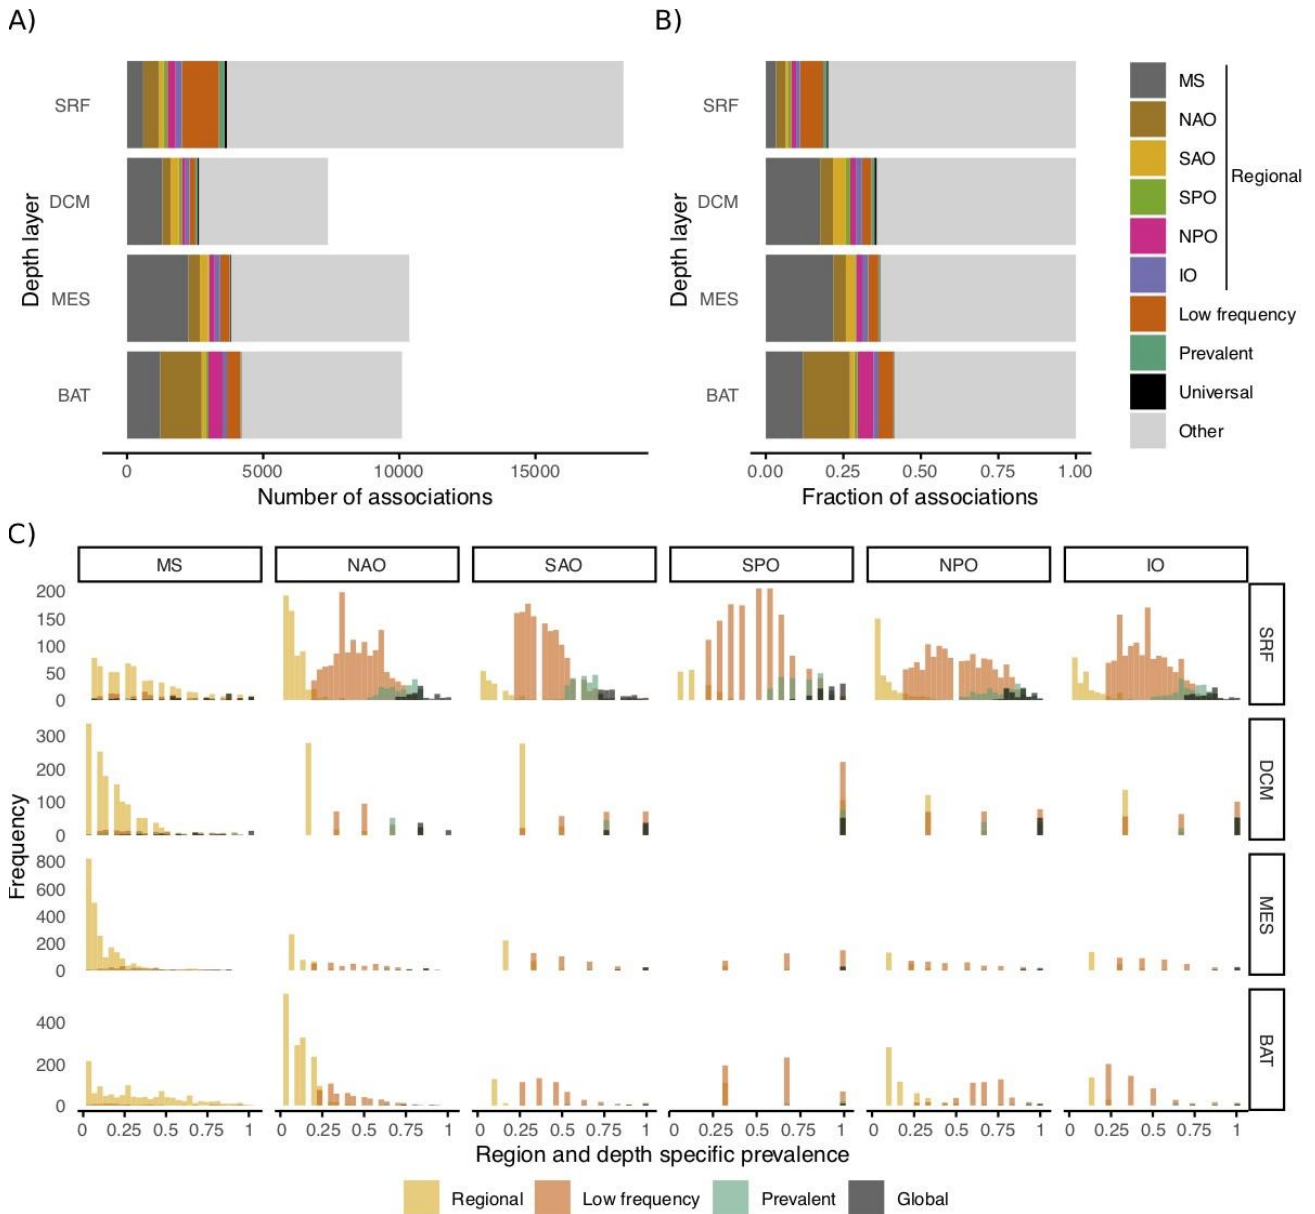 A)
B)
SRF
DCM
MES
BAT
Depth layer
0
5000
10000
15000
Number of associations
SRF
DCM
MES
BAT
Depth layer
0.00
0.25
0.50
0.75
1.00
Fraction of associations
MS
NAO
SAO
SPO
NPO
IO
Regional
Low frequency
Prevalent
Universal
Other
C)
MS NAO SAO SPO NPO IO
200
150
100
50
0
SRF
300
200
100
0
DCM
800
600
400
200
0
MES
400
200
0
BAT
Frequency
0 0.25 0.50 0.75 1 0 0.25 0.50 0.75 1 0 0.25 0.50 0.75 1 0 0.25 0.50 0.75 1 0 0.25 0.50 0.75 1 0 0.25 0.50 0.75 1
Region and depth specific prevalence
Regional Low frequency Prevalent Global